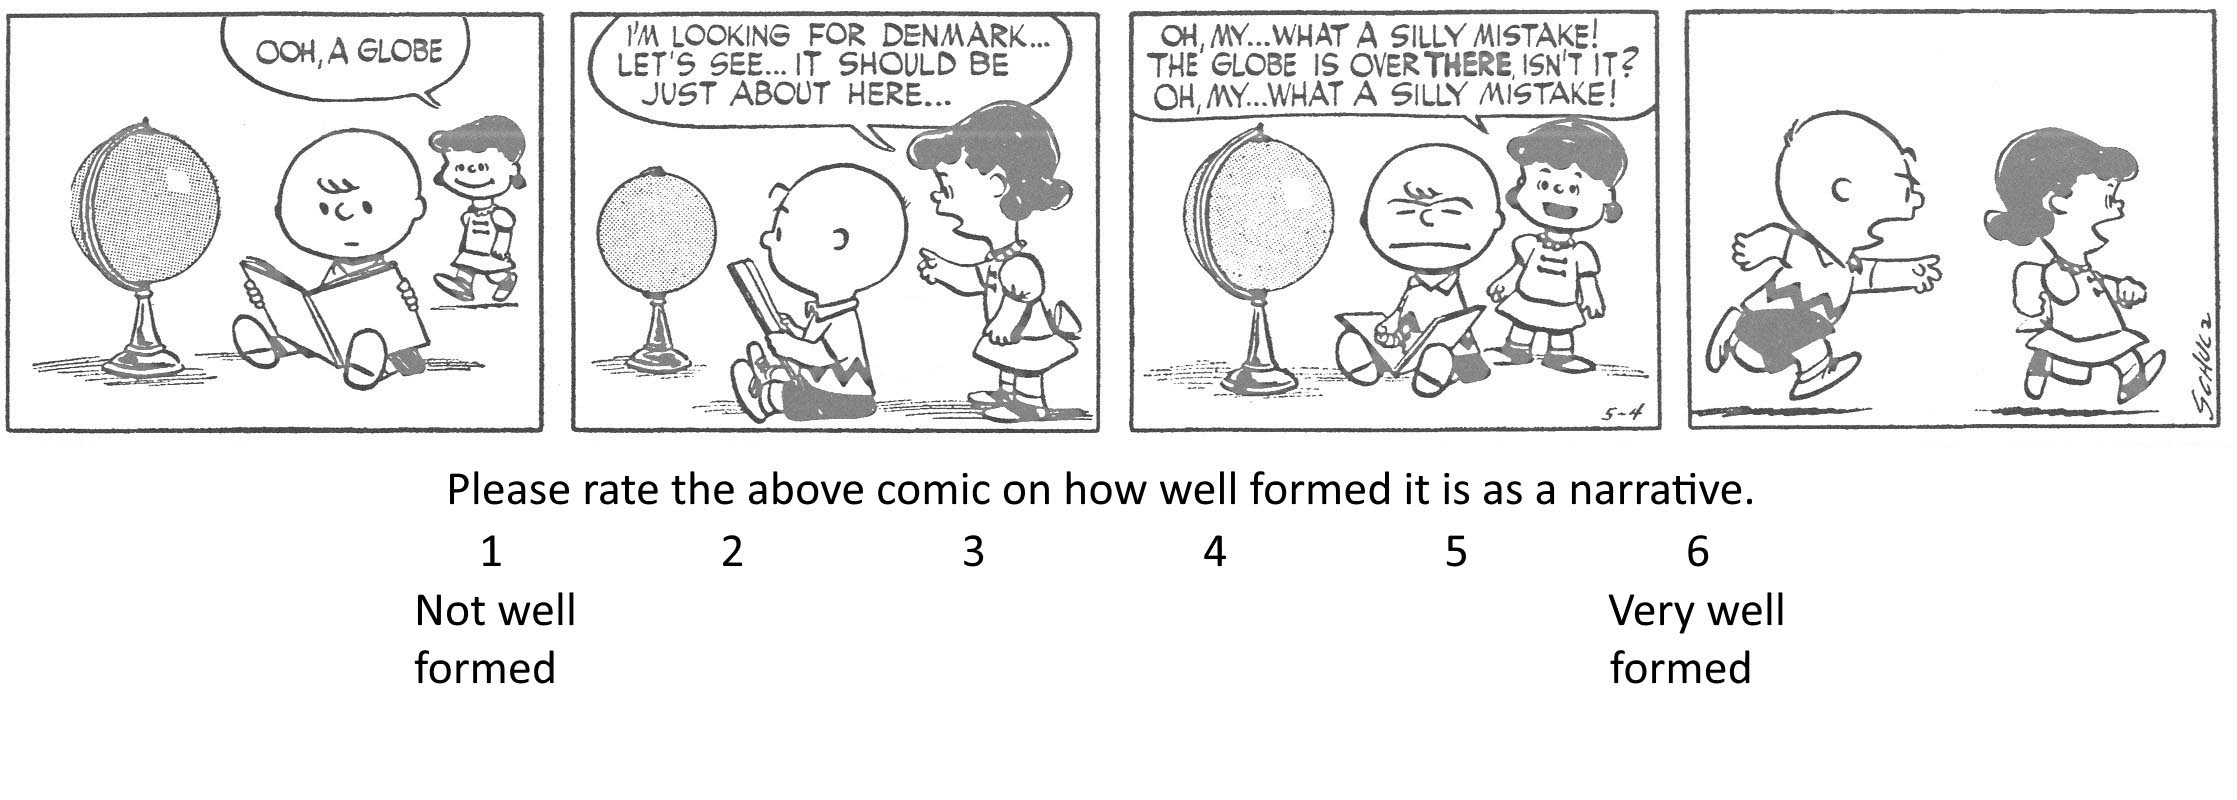 OOH, A GLOBE
I'M LOOKING FOR DENMARK...
LET'S SEE... IT SHOULD BE
JUST ABOUT HERE...
OH, MY...WHAT A SILLY MISTAKE!
THE GLOBE IS OVER THERE, ISN'T IT?
OH, MY...WHAT A SILLY MISTAKE!
5-4
SCHULZ
Please rate the above comic on how well formed it is as a narrative.
1 2 3 4 5 6
Not well Very well
formed formed